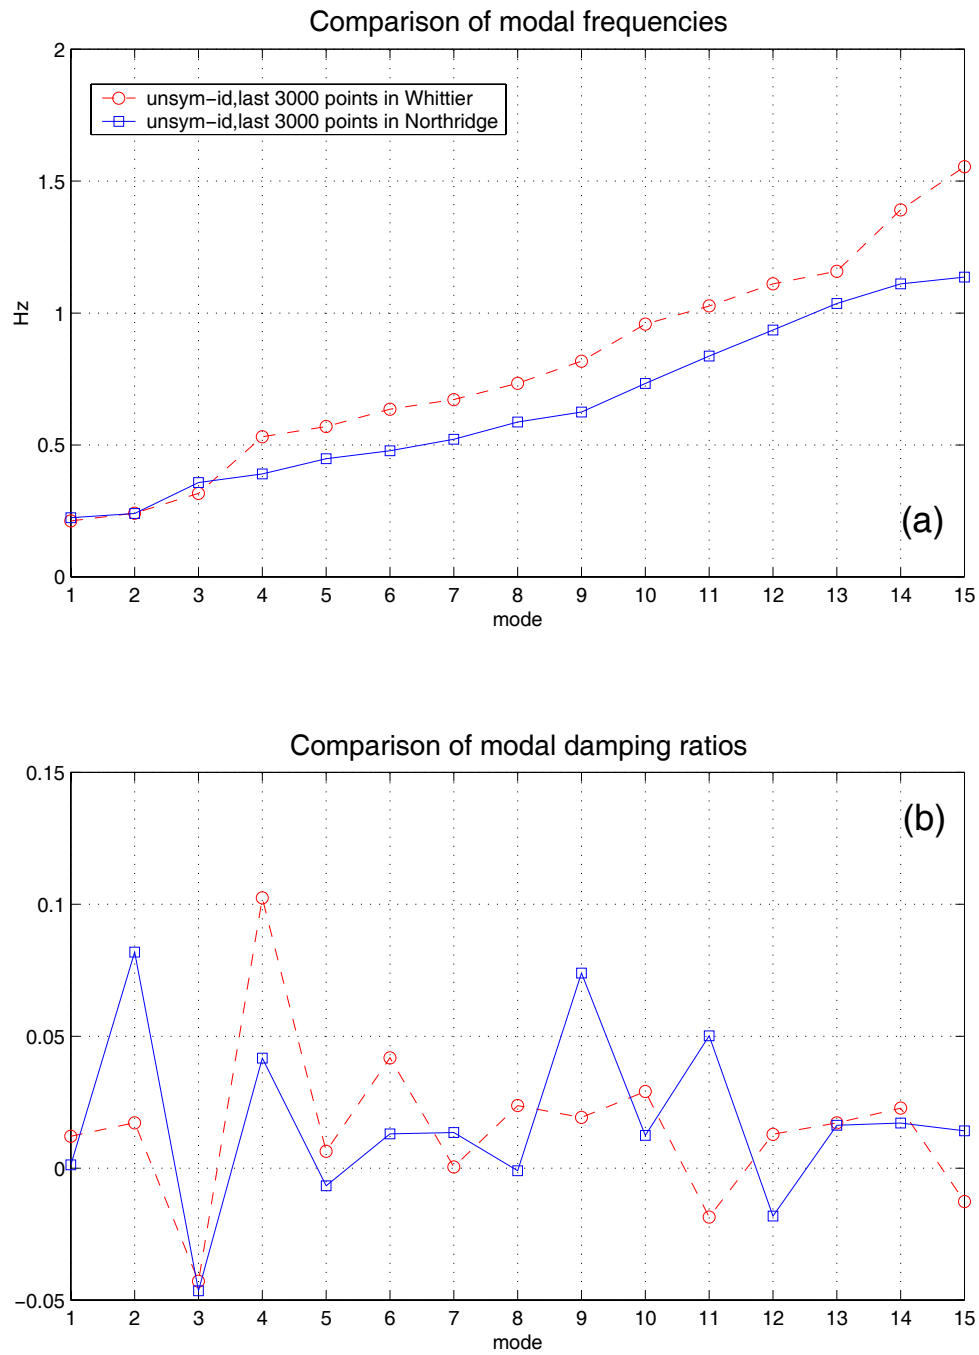 Comparison of modal frequencies
2
unsym-id,last 3000 points in Whittier
unsym-id,last 3000 points in Northridge
1.5
1
Hz
0.5
(a)
0
1 2 3 4 5 6 7 8 9 10 11 12 13 14 15
mode
Comparison of modal damping ratios
0.15
(b)
0.1
0.05
0
-0.05
1 2 3 4 5 6 7 8 9 10 11 12 13 14 15
mode